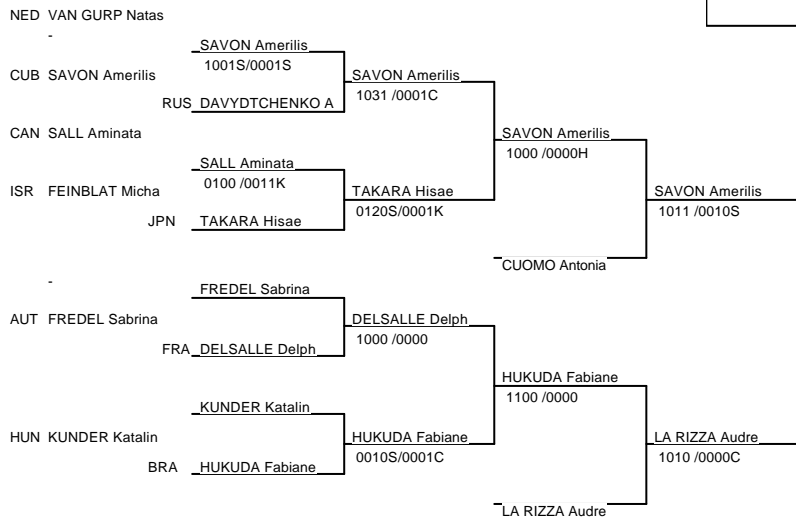 NED VAN GURP Natas
-
SAVON Amerilis
1001S/0001S
CUB SAVON Amerilis
SAVON Amerilis
1031 /0001C
RUS DAVYDTCHENKO A
CAN SALL Aminata
SAVON Amerilis
1000 /0000H
SALL Aminata
0100 /0011K
ISR FEINBLAT Micha
TAKARA Hisae
0120S/0001K
SAVON Amerilis
1011 /0010S
JPN TAKARA Hisae
CUOMO Antonia
-
FREDEL Sabrina
AUT FREDEL Sabrina
DELSALLE Delph
1000 /0000
FRA DELSALLE Delph
HUKUDA Fabiane
1100 /0000
KUNDER Katalin
HUN KUNDER Katalin
HUKUDA Fabiane
0010S/0001C
LA RIZZA Audre
1010 /0000C
BRA HUKUDA Fabiane
LA RIZZA Audre